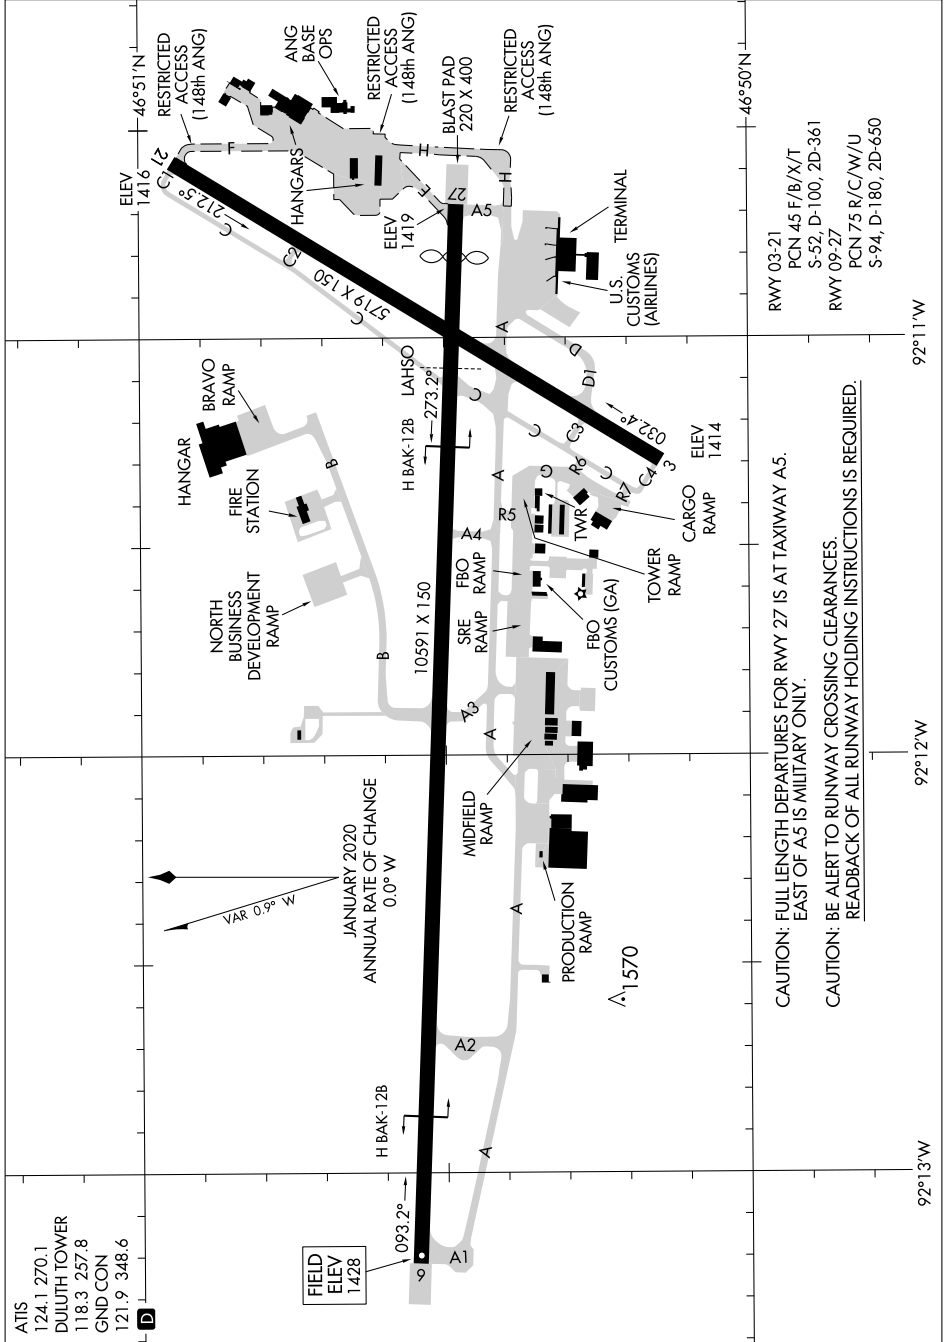 ATIS
124.1 270.1
DULUTH TOWER
118.3 257.8
GND CON
121.9 348.6
D
FIELD
ELEV
1428
9
093.2°
A1
A
H BAK-12B
A2
1570
A
PRODUCTION
RAMP
VAR 0.9° W
JANUARY 2020
ANNUAL RATE OF CHANGE
0.0° W
MIDFIELD
RAMP
A
A3
10591 X 150
B
NORTH
BUSINESS
DEVELOPMENT
RAMP
FIRE
STATION
HANGAR
BRAVO
RAMP
B
SRE
RAMP
FBO
RAMP
A4
R5
A
FBO
CUSTOMS (GA)
TOWER
RAMP
TWR
CARGO
RAMP
R7
R6
G
C
C3
C
C4
3
ELEV
1414
032.4°
H BAK-12B
273.2°
LAHSO
C
D1
D
A
C
5719 X 150
C2
C
212.5°
C1
21
ELEV
1416
U.S.
CUSTOMS
(AIRLINES)
TERMINAL
ELEV
1419
27
A5
E
H
H
F
HANGARS
BLAST PAD
220 X 400
RESTRICTED
ACCESS
(148th ANG)
ANG
BASE
OPS
RESTRICTED
ACCESS
(148th ANG)
RESTRICTED
ACCESS
(148th ANG)
46°51'N
46°50'N
92°11'W
92°12'W
92°13'W
RWY 03-21
PCN 45 F/B/X/T
S-52, D-100, 2D-361
RWY 09-27
PCN 75 R/C/W/U
S-94, D-180, 2D-650
CAUTION: FULL LENGTH DEPARTURES FOR RWY 27 IS AT TAXIWAY A5.
EAST OF A5 IS MILITARY ONLY.
CAUTION: BE ALERT TO RUNWAY CROSSING CLEARANCES.
READBACK OF ALL RUNWAY HOLDING INSTRUCTIONS IS REQUIRED.